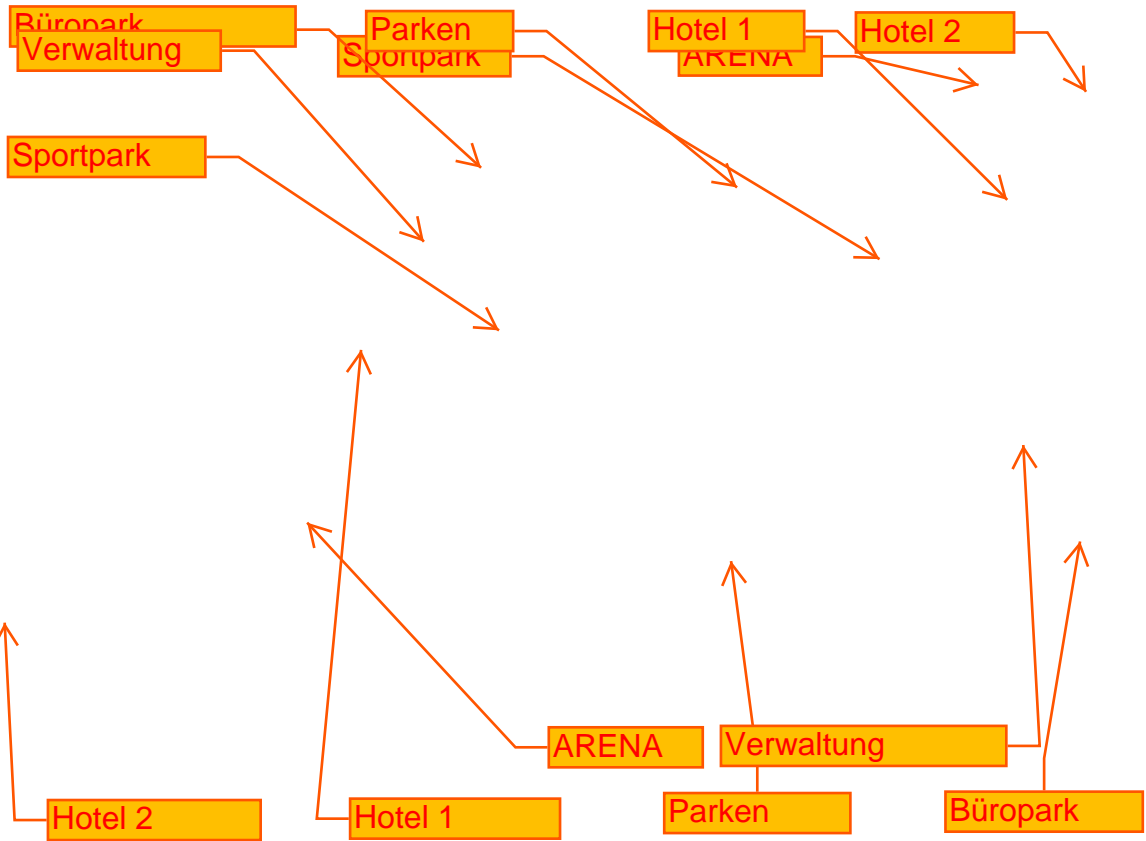 Büropark
Verwaltung
Parken
Sportpark
Hotel 1
ARENA
Hotel 2
Sportpark
ARENA
Verwaltung
Hotel 2
Hotel 1
Parken
Büropark